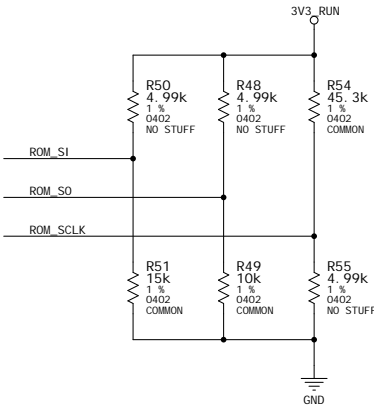 3V3_RUN
R50
4.99k
1 %
0402
NO STUFF
R48
4.99k
1 %
0402
NO STUFF
R54
45.3k
1 %
0402
COMMON
ROM_SI
ROM_SO
ROM_SCLK
R51
15k
1 %
0402
COMMON
R49
10k
1 %
0402
COMMON
R55
4.99k
1 %
0402
NO STUFF
GND